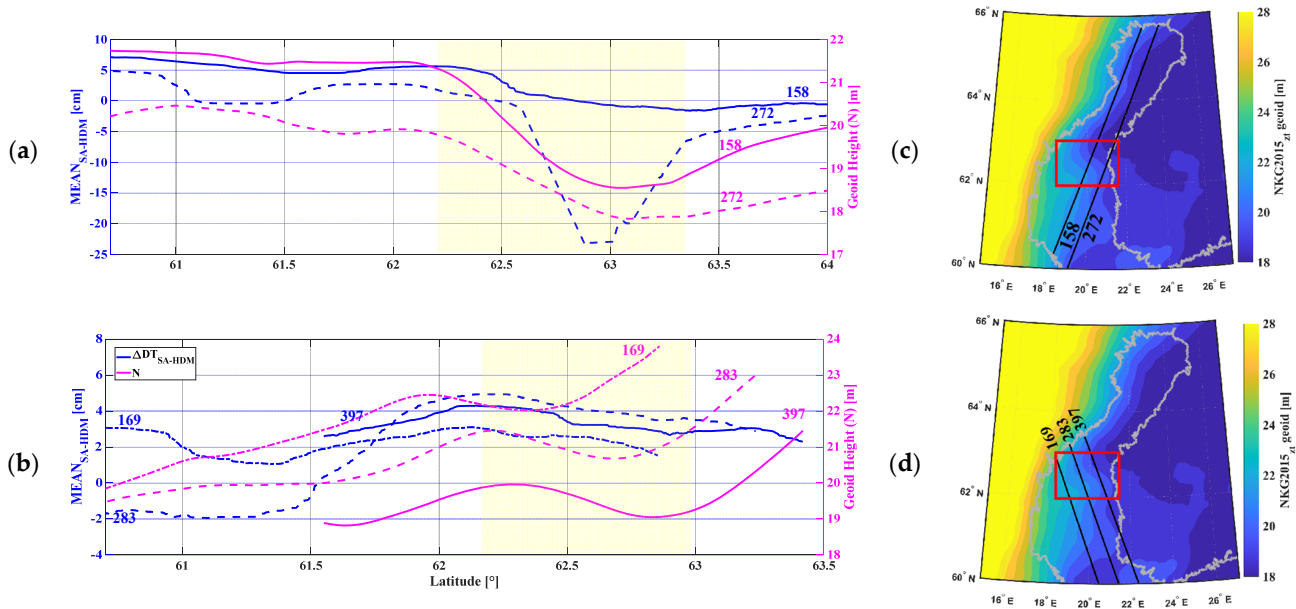 (a)
MEAN_SA-HDM [cm]
10
5
0
-5
-10
-15
-20
-25
158
272
158
272
22
21
20
19
18
17
Geoid Height (N) [m]
61
61.5
62
62.5
63
63.5
64
(c)
66° N
64° N
62° N
60° N
158
272
16° E
18° E
20° E
22° E
24° E
26° E
28
26
24
22
20
18
NKG2015_zt geoid [m]
(b)
MEAN_SA-HDM [cm]
8
6
4
2
0
-2
-4
ΔDT_SA-HDM
N
169
283
397
169
283
397
24
23
22
21
20
19
18
Geoid Height (N) [m]
61
61.5
62
62.5
63
63.5
Latitude [°]
(d)
66° N
64° N
62° N
60° N
169
283
397
16° E
18° E
20° E
22° E
24° E
26° E
28
26
24
22
20
18
NKG2015_zt geoid [m]